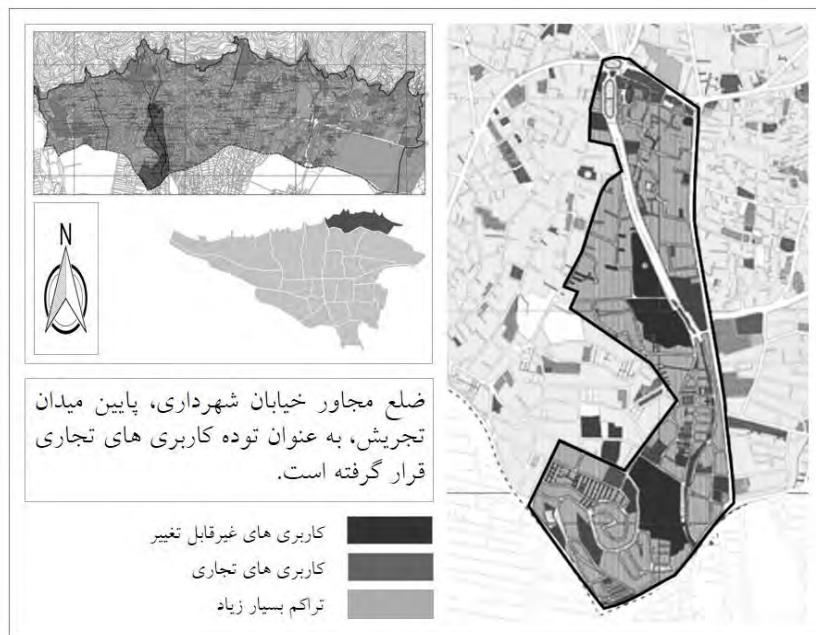 N
ضلع مجاور خیابان شهرداری، پایین میدان
تجریش، به عنوان توده کاربری های تجاری
قرار گرفته است.
کاربری های غیرقابل تغییر
کاربری های تجاری
تراکم بسیار زیاد